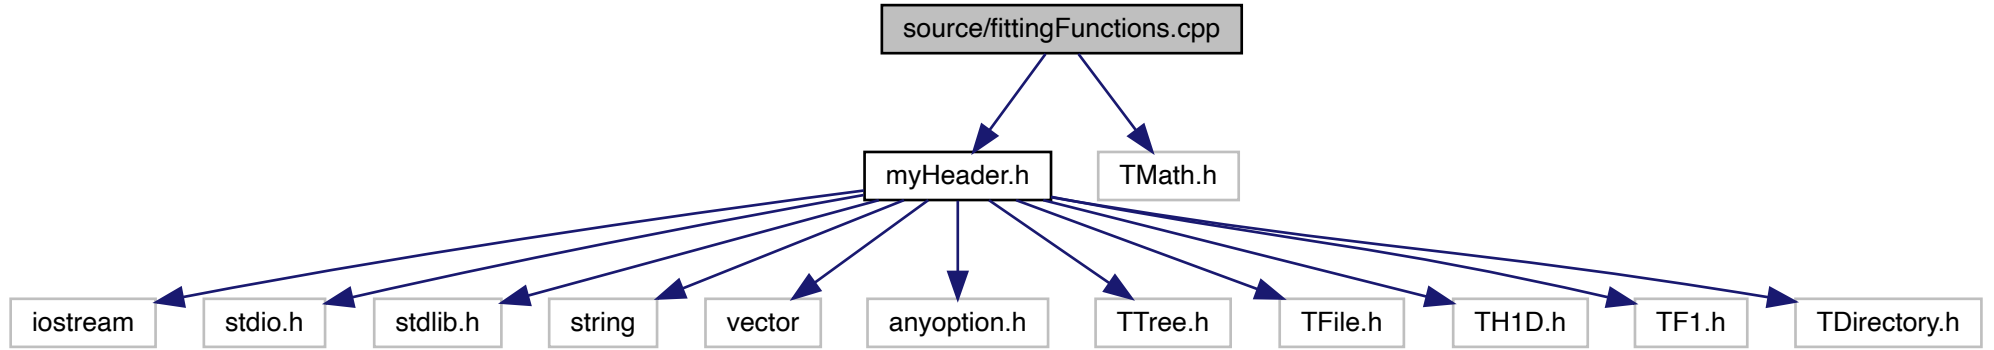 source/fittingFunctions.cpp
myHeader.h
TMath.h
iostream
stdio.h
stdlib.h
string
vector
anyoption.h
TTree.h
TFile.h
TH1D.h
TF1.h
TDirectory.h